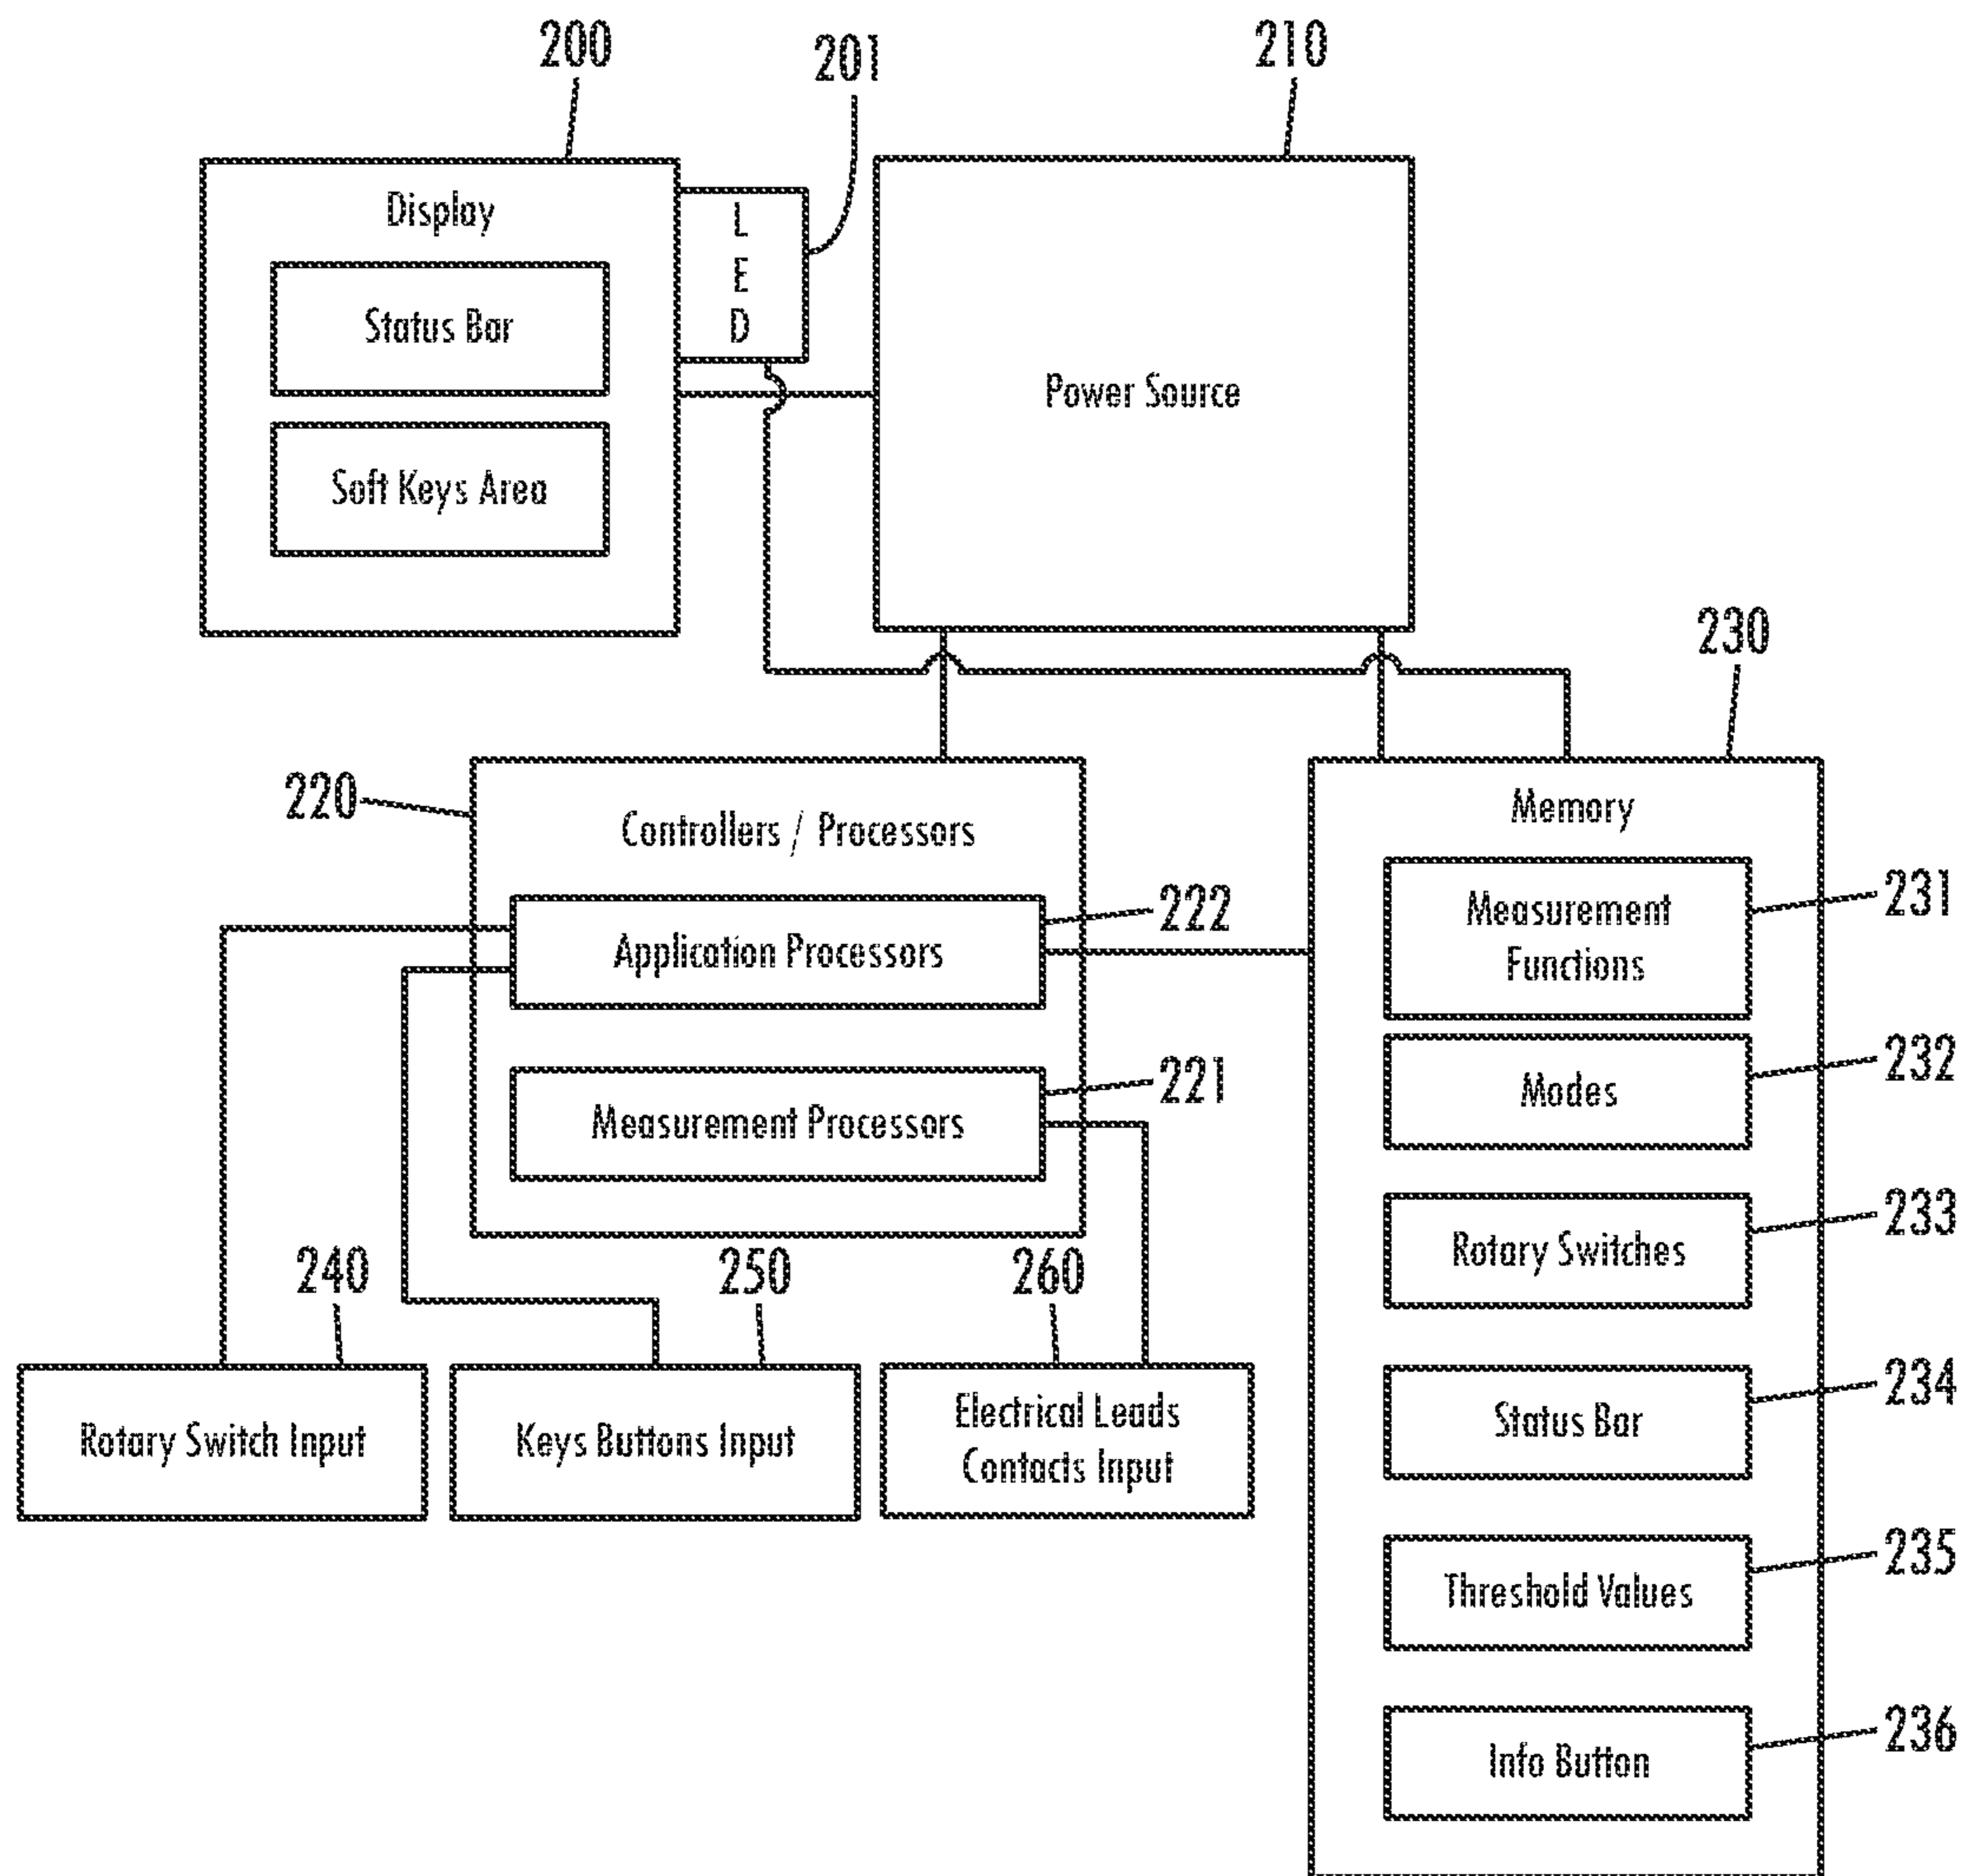 200
201
210
Display
L
E
D
Status Bar
Soft Keys Area
Power Source
230
220
Controllers / Processors
Memory
222
Application Processors
231
Measurement
Functions
221
Measurement Processors
232
Modes
233
Rotary Switches
240
250
260
Rotary Switch Input
Keys Buttons Input
Electrical Leads
Contacts Input
234
Status Bar
235
Threshold Values
236
Info Button